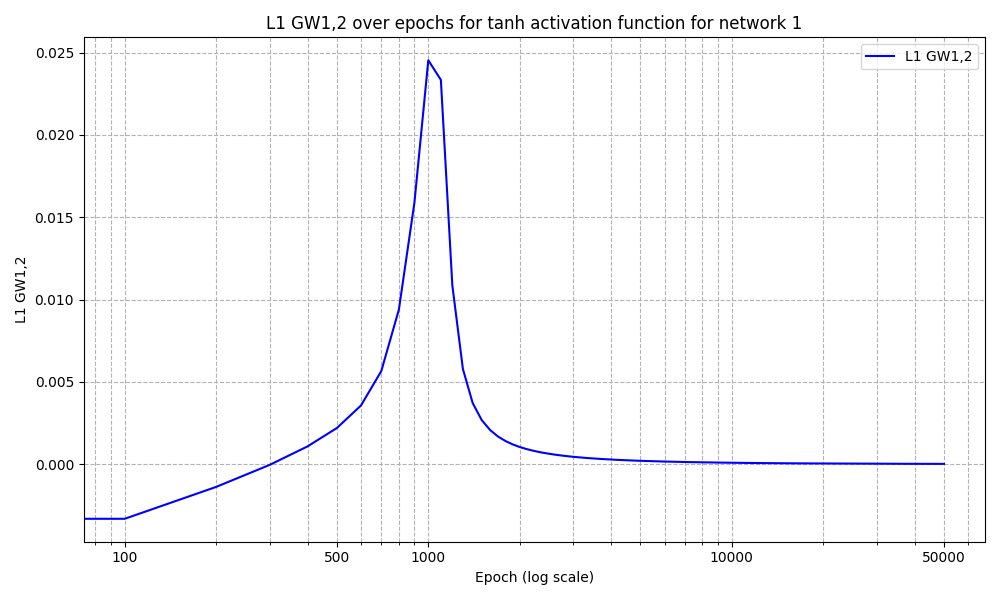 L1 GW1,2 over epochs for tanh activation function for network 1
L1 GW1,2
0.025
0.020
0.015
0.010
0.005
0.000
L1 GW1,2
100
500
1000
10000
50000
Epoch (log scale)